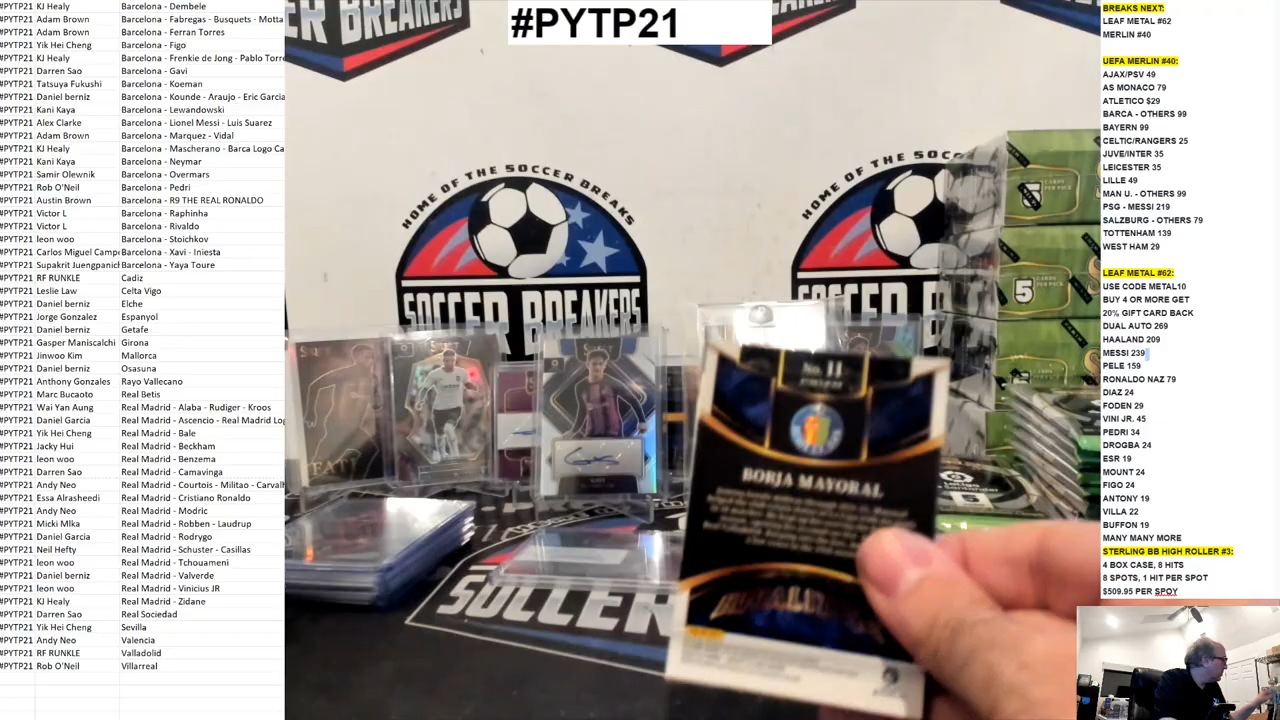 #PYTP21
#PYTP21 KJ Healy Barcelona - Dembele
#PYTP21 Adam Brown Barcelona - Fabregas - Busquets - Motta
#PYTP21 Adam Brown Barcelona - Ferran Torres
#PYTP21 Yik Hei Cheng Barcelona - Figo
#PYTP21 KJ Healy Barcelona - Frenkie de Jong - Pablo Torre
#PYTP21 Darren Sao Barcelona - Gavi
#PYTP21 Tatsuya Fukushi Barcelona - Koeman
#PYTP21 Daniel berniz Barcelona - Kounde - Araujo - Eric Garcia
#PYTP21 Kani Kaya Barcelona - Lewandowski
#PYTP21 Alex Clarke Barcelona - Lionel Messi - Luis Suarez
#PYTP21 Adam Brown Barcelona - Marquez - Vidal
#PYTP21 KJ Healy Barcelona - Mascherano - Barca Logo Ca
#PYTP21 Kani Kaya Barcelona - Neymar
#PYTP21 Samir Olewnik Barcelona - Overmars
#PYTP21 Rob O'Neil Barcelona - Pedri
#PYTP21 Austin Brown Barcelona - R9 THE REAL RONALDO
#PYTP21 Victor L Barcelona - Raphinha
#PYTP21 Victor L Barcelona - Rivaldo
#PYTP21 leon woo Barcelona - Stoichkov
#PYTP21 Carlos Miguel Campo Barcelona - Xavi - Iniesta
#PYTP21 Supakrit Juengpanich Barcelona - Yaya Toure
#PYTP21 RF RUNKLE Cadiz
#PYTP21 Leslie Law Celta Vigo
#PYTP21 Daniel berniz Elche
#PYTP21 Jorge Gonzalez Espanyol
#PYTP21 Daniel berniz Getafe
#PYTP21 Gasper Maniscalchi Girona
#PYTP21 Jinwoo Kim Mallorca
#PYTP21 Daniel berniz Osasuna
#PYTP21 Anthony Gonzales Rayo Vallecano
#PYTP21 Marc Bucaoto Real Betis
#PYTP21 Wai Yan Aung Real Madrid - Alaba - Rudiger - Kroos
#PYTP21 Daniel Garcia Real Madrid - Ascencio - Real Madrid Log
#PYTP21 Yik Hei Cheng Real Madrid - Bale
#PYTP21 Jacky Hui Real Madrid - Beckham
#PYTP21 leon woo Real Madrid - Benzema
#PYTP21 Darren Sao Real Madrid - Camavinga
#PYTP21 Andy Neo Real Madrid - Courtois - Militao - Carvalh
#PYTP21 Essa Alrasheedi Real Madrid - Cristiano Ronaldo
#PYTP21 Andy Neo Real Madrid - Modric
#PYTP21 Micki Mlka Real Madrid - Robben - Laudrup
#PYTP21 Daniel Garcia Real Madrid - Rodrygo
#PYTP21 Neil Hefty Real Madrid - Schuster - Casillas
#PYTP21 leon woo Real Madrid - Tchouameni
#PYTP21 Daniel berniz Real Madrid - Valverde
#PYTP21 leon woo Real Madrid - Vinicius JR
#PYTP21 KJ Healy Real Madrid - Zidane
#PYTP21 Darren Sao Real Sociedad
#PYTP21 Yik Hei Cheng Sevilla
#PYTP21 Andy Neo Valencia
#PYTP21 RF RUNKLE Valladolid
#PYTP21 Rob O'Neil Villarreal
HOME OF THE SOCCER BREAKS
SOCCER BREAKERS
HOME OF THE SOCCER
SOCCER
No. 11
BORJA MAYORAL
SOCCER
5 CARDS PER PACK
BREAKS NEXT:
LEAF METAL #62
MERLIN #40
UEFA MERLIN #40:
AJAX/PSV 49
AS MONACO 79
ATLETICO $29
BARCA - OTHERS 99
BAYERN 99
CELTIC/RANGERS 25
JUVE/INTER 35
LEICESTER 35
LILLE 49
MAN U. - OTHERS 99
PSG - MESSI 219
SALZBURG - OTHERS 79
TOTTENHAM 139
WEST HAM 29
LEAF METAL #62:
USE CODE METAL10
BUY 4 OR MORE GET
20% GIFT CARD BACK
DUAL AUTO 269
HAALAND 209
MESSI 239
PELE 159
RONALDO NAZ 79
DIAZ 24
FODEN 29
VINI JR. 45
PEDRI 34
DROGBA 24
ESR 19
MOUNT 24
FIGO 24
ANTONY 19
VILLA 22
BUFFON 19
MANY MANY MORE
STERLING BB HIGH ROLLER #3:
4 BOX CASE, 8 HITS
8 SPOTS, 1 HIT PER SPOT
$509.95 PER SPOY